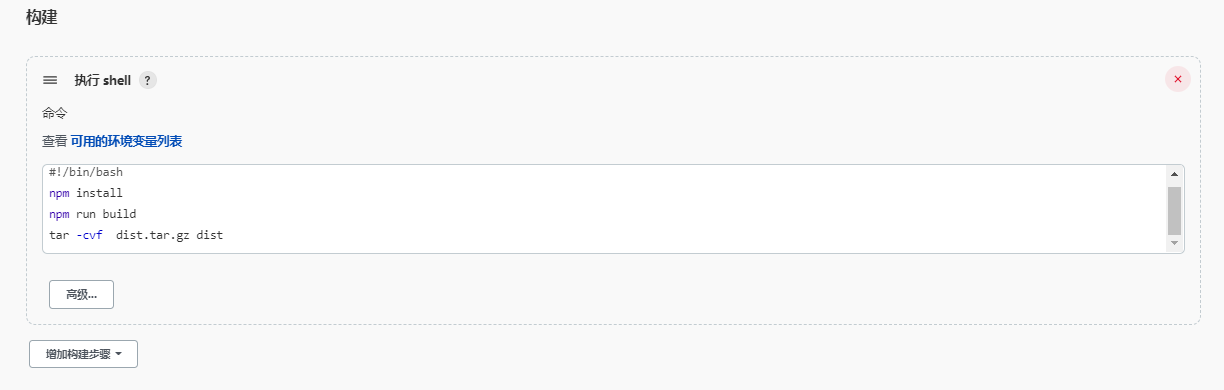 构建
执行 shell ?
命令
查看 可用的环境变量列表
#!/bin/bash
npm install
npm run build
tar -cvf  dist.tar.gz dist
高级...
增加构建步骤